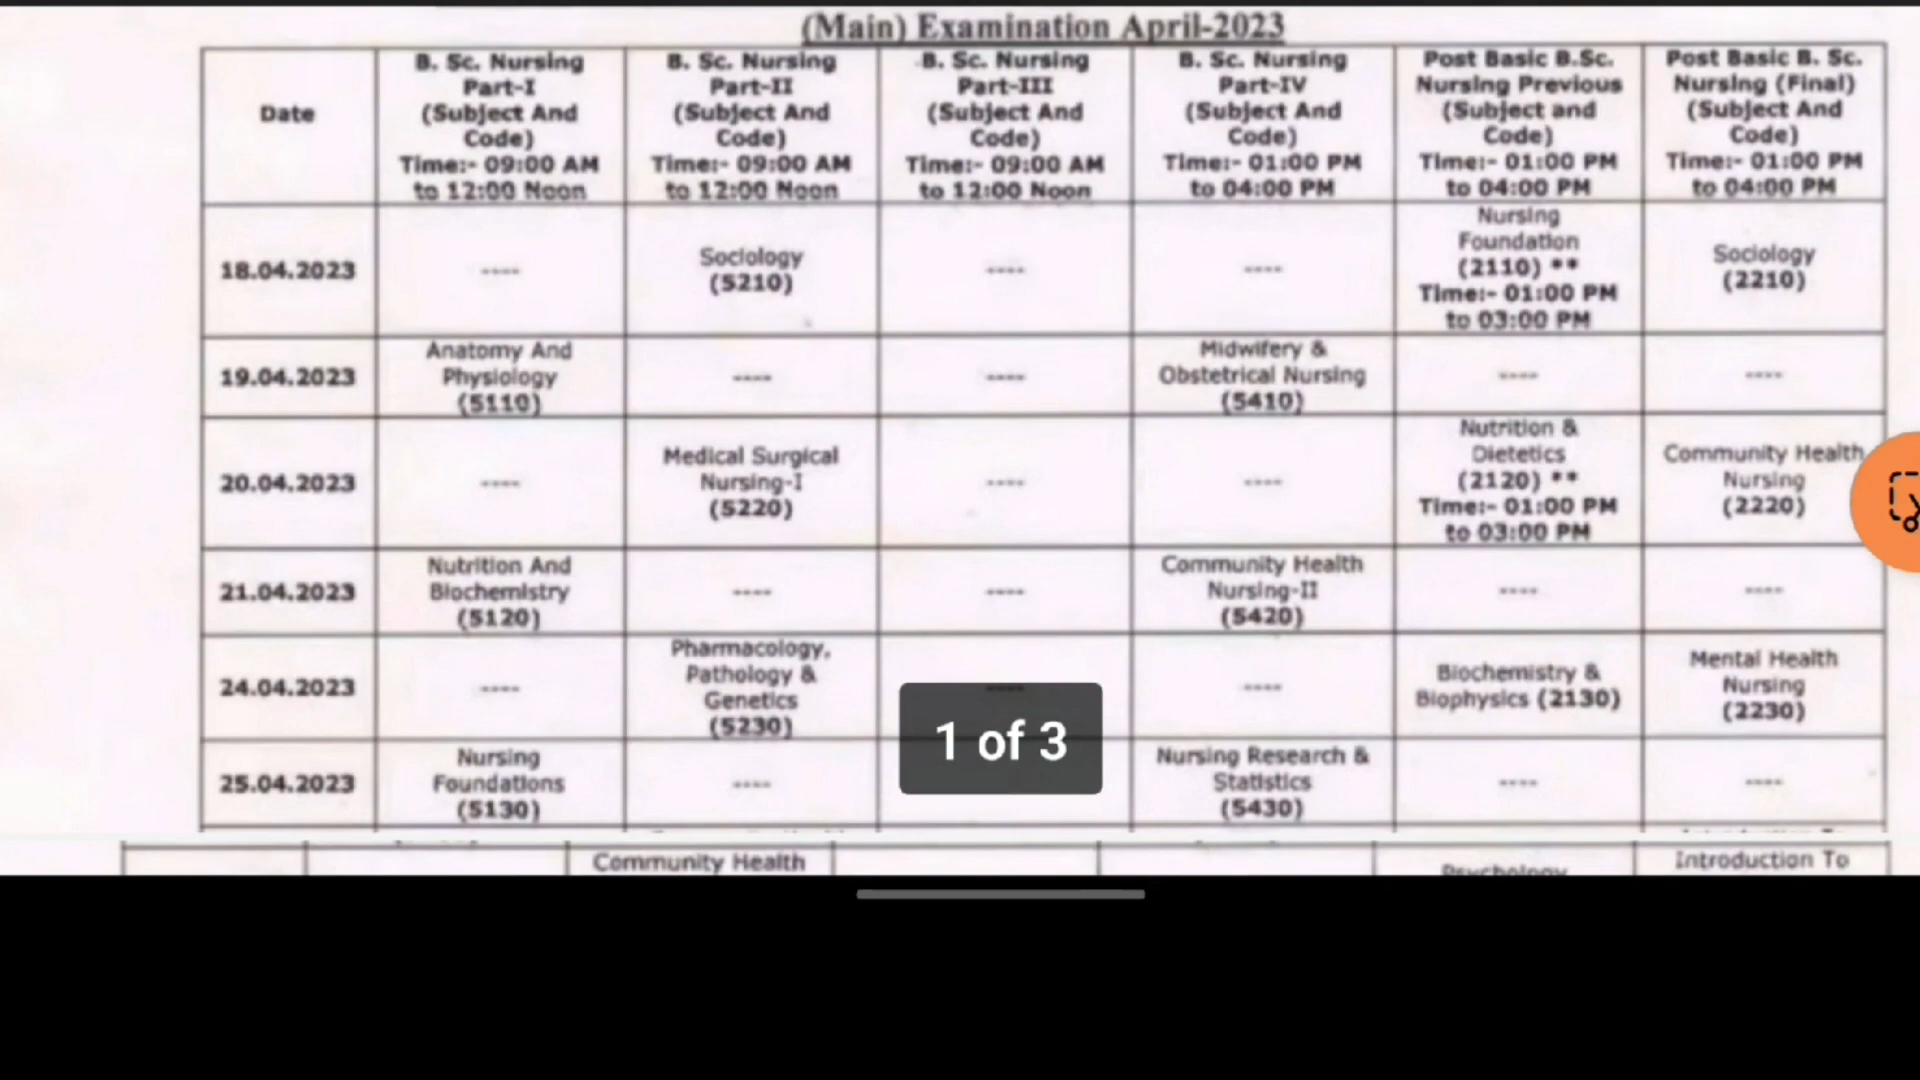 (Main) Examination April-2023
Date
B. Sc. Nursing
Part-I
(Subject And
Code)
Time:- 09:00 AM
to 12:00 Noon
B. Sc. Nursing
Part-II
(Subject And
Code)
Time:- 09:00 AM
to 12:00 Noon
B. Sc. Nursing
Part-III
(Subject And
Code)
Time:- 09:00 AM
to 12:00 Noon
B. Sc. Nursing
Part-IV
(Subject And
Code)
Time:- 01:00 PM
to 04:00 PM
Post Basic B.Sc.
Nursing Previous
(Subject and
Code)
Time:- 01:00 PM
to 04:00 PM
Post Basic B. Sc.
Nursing (Final)
(Subject And
Code)
Time:- 01:00 PM
to 04:00 PM
18.04.2023
----
Sociology
(5210)
----
----
Nursing
Foundation
(2110) **
Time:- 01:00 PM
to 03:00 PM
Sociology
(2210)
19.04.2023
Anatomy And
Physiology
(5110)
----
----
Midwifery &
Obstetrical Nursing
(5410)
----
----
20.04.2023
----
Medical Surgical
Nursing-I
(5220)
----
----
Nutrition &
Dietetics
(2120) **
Time:- 01:00 PM
to 03:00 PM
Community Health
Nursing
(2220)
21.04.2023
Nutrition And
Biochemistry
(5120)
----
----
Community Health
Nursing-II
(5420)
----
----
24.04.2023
----
Pharmacology,
Pathology &
Genetics
(5230)
----
----
Biochemistry &
Biophysics (2130)
Mental Health
Nursing
(2230)
25.04.2023
Nursing
Foundations
(5130)
----
Nursing Research &
Statistics
(5430)
----
----
1 of 3
Community Health
Psychology
Introduction To